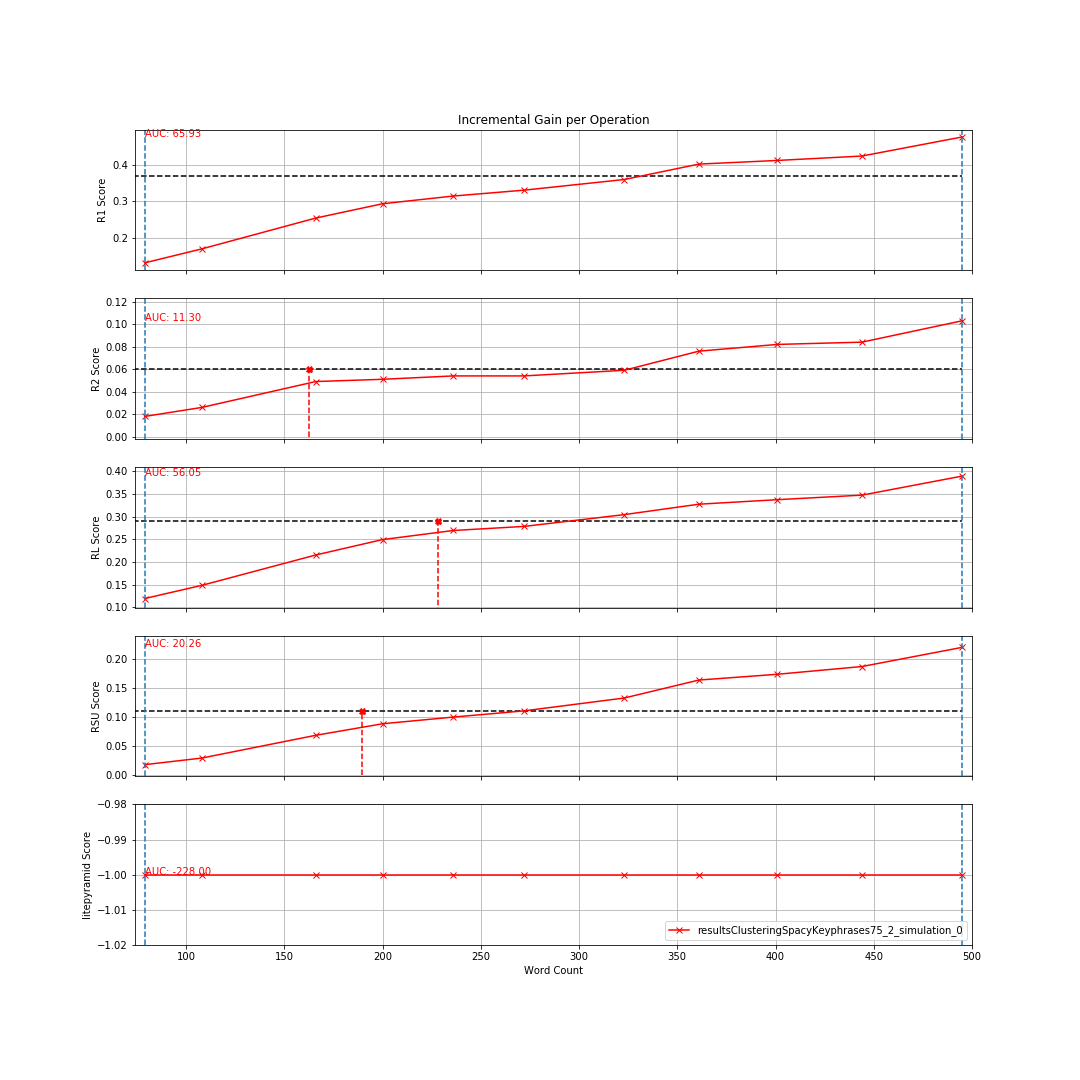 Incremental Gain per Operation
AUC: 65.93
0.4
0.3
0.2
R1 Score
0.12
AUC: 11.30
0.10
0.08
0.06
0.04
0.02
0.00
R2 Score
0.40
AUC: 56.05
0.35
0.30
0.25
0.20
0.15
0.10
RL Score
AUC: 20.26
0.20
0.15
0.10
0.05
0.00
RSU Score
−0.98
−0.99
AUC: -228.00
−1.00
−1.01
−1.02
litepyramid Score
resultsClusteringSpacyKeyphrases75_2_simulation_0
100 150 200 250 300 350 400 450 500
Word Count